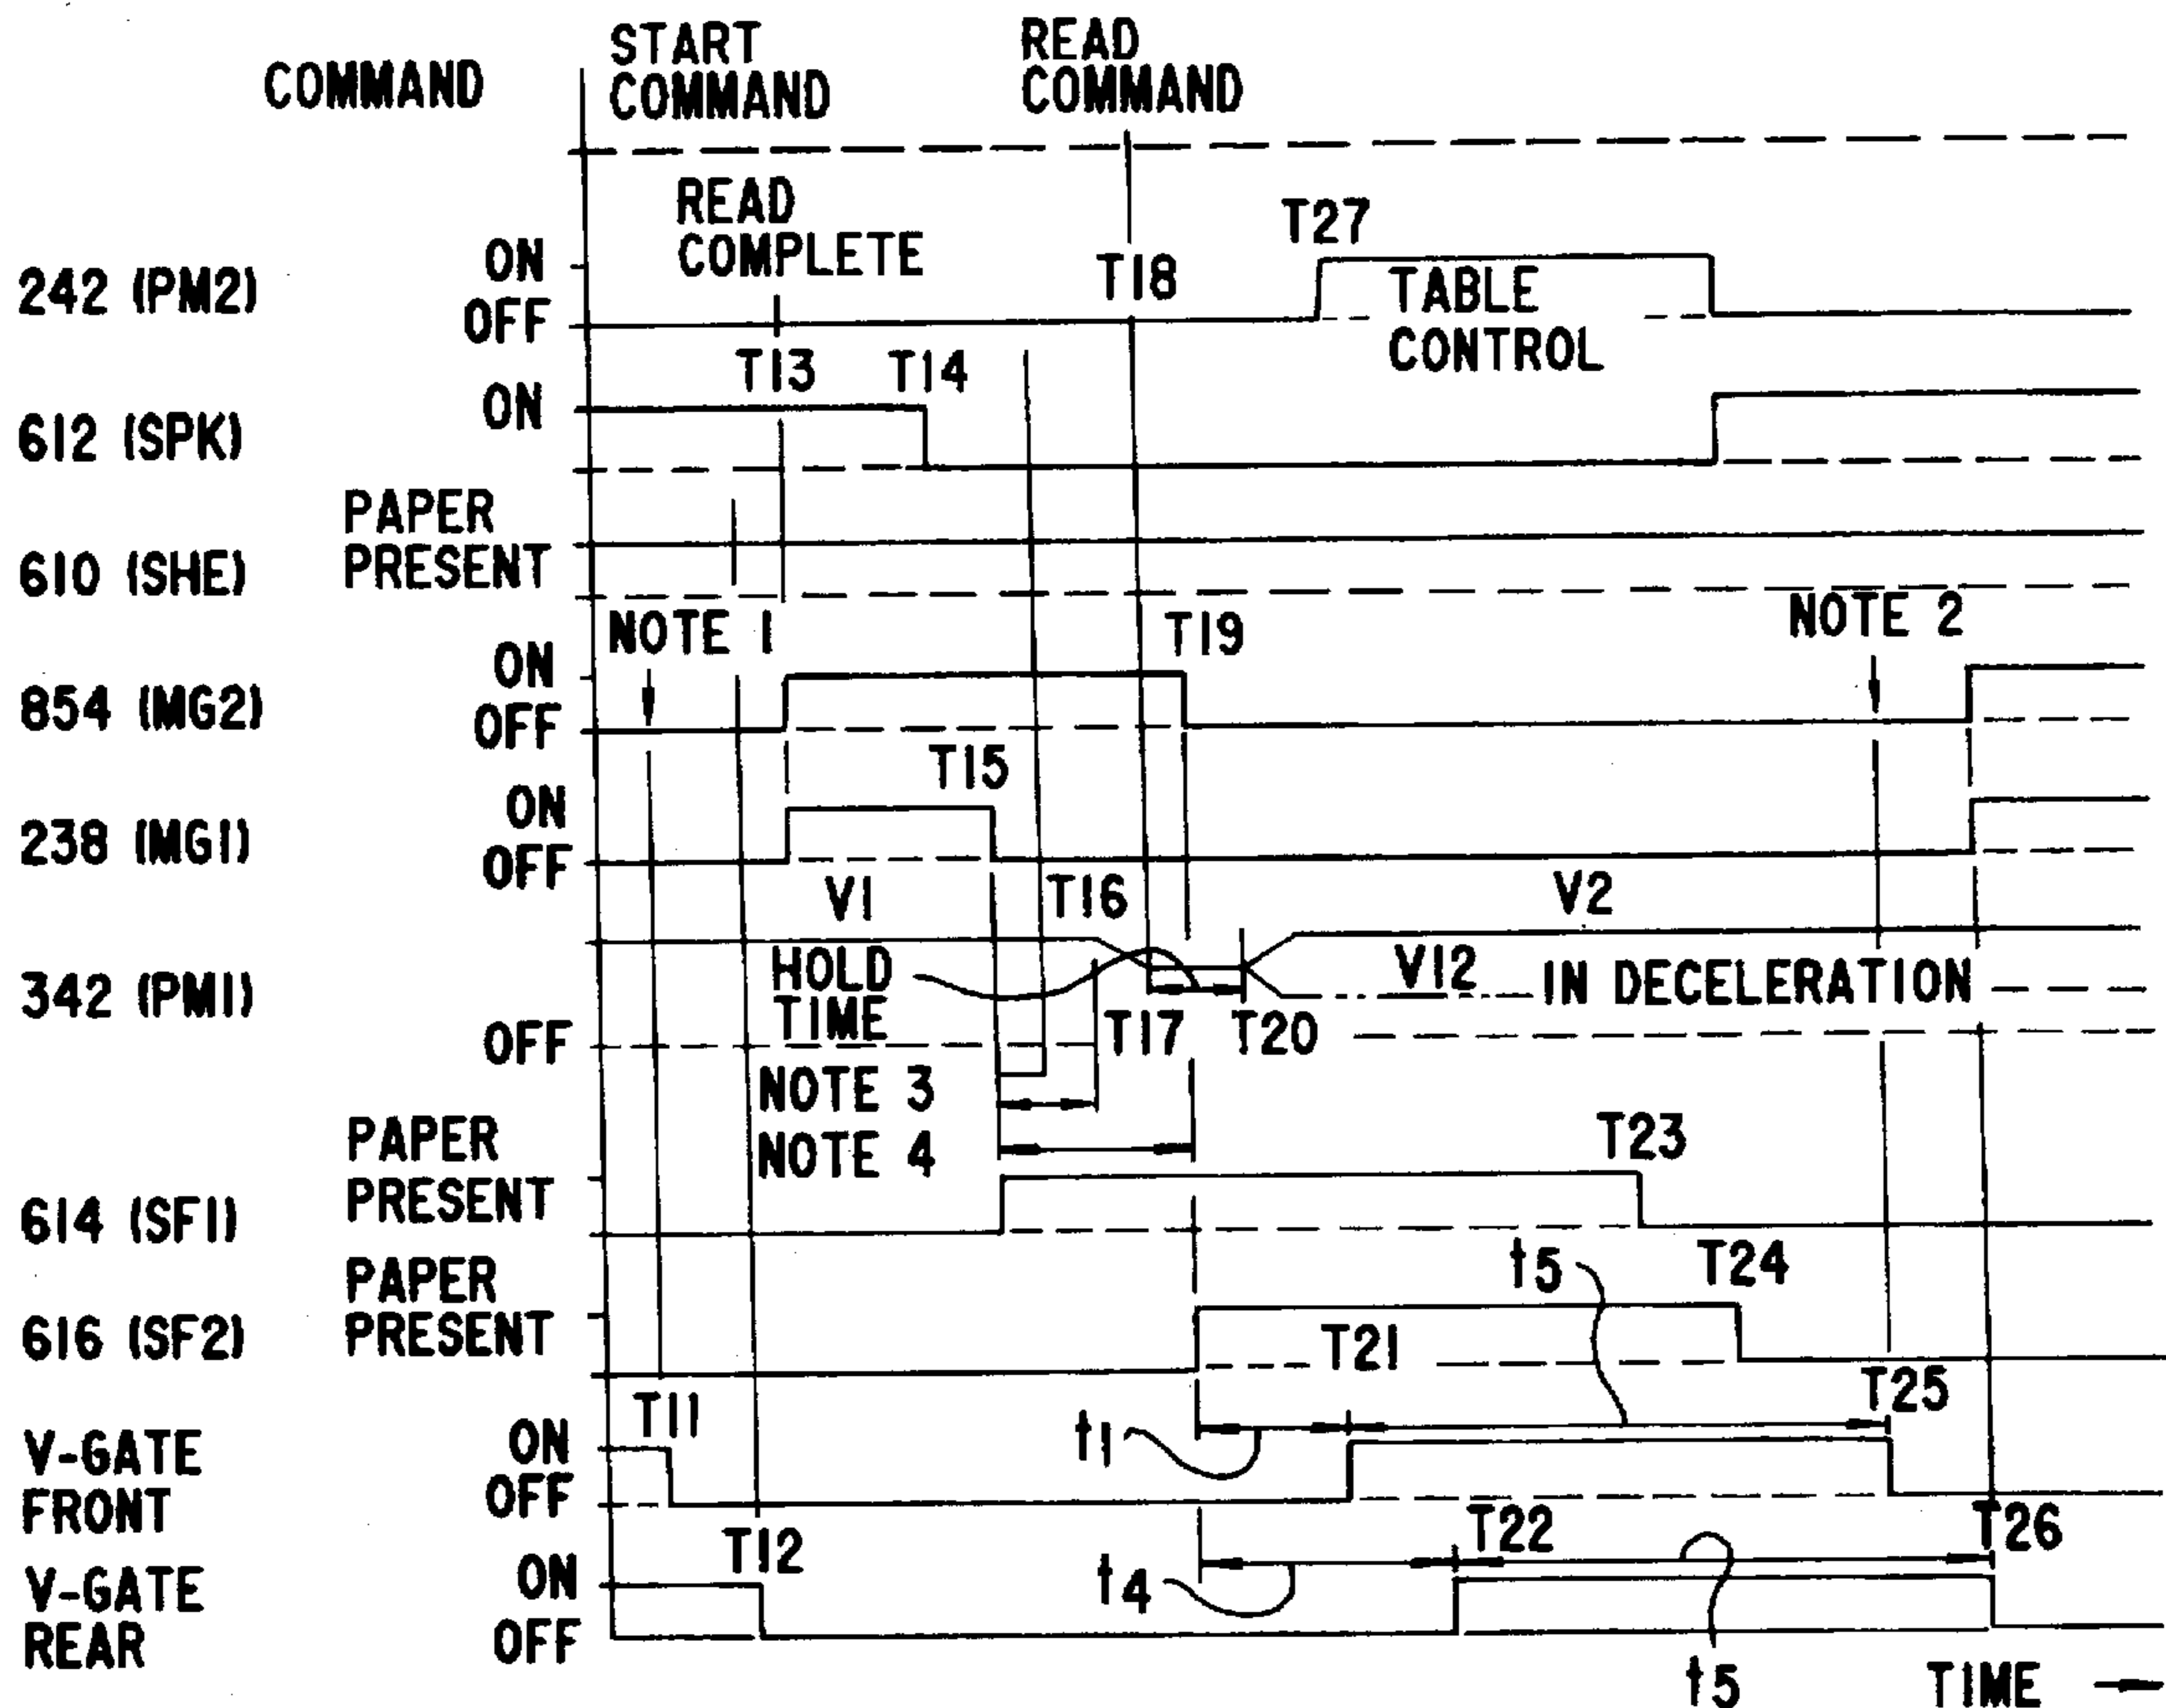 COMMAND
START
COMMAND
READ
COMMAND
READ
COMPLETE
242 (PM2)
ON
OFF
T13
T14
T18
T27
TABLE
CONTROL
612 (SPK)
ON
610 (SHE)
PAPER
PRESENT
NOTE 1
T19
NOTE 2
854 (MG2)
ON
OFF
T15
238 (MG1)
ON
OFF
V1
T16
V2
342 (PM1)
OFF
HOLD
TIME
T17
T20
V12
IN DECELERATION
NOTE 3
NOTE 4
614 (SF1)
PAPER
PRESENT
T23
T24
616 (SF2)
PAPER
PRESENT
T21
t5
T25
T11
V-GATE
FRONT
ON
OFF
t1
T12
T22
T26
V-GATE
REAR
ON
OFF
t4
t5
TIME